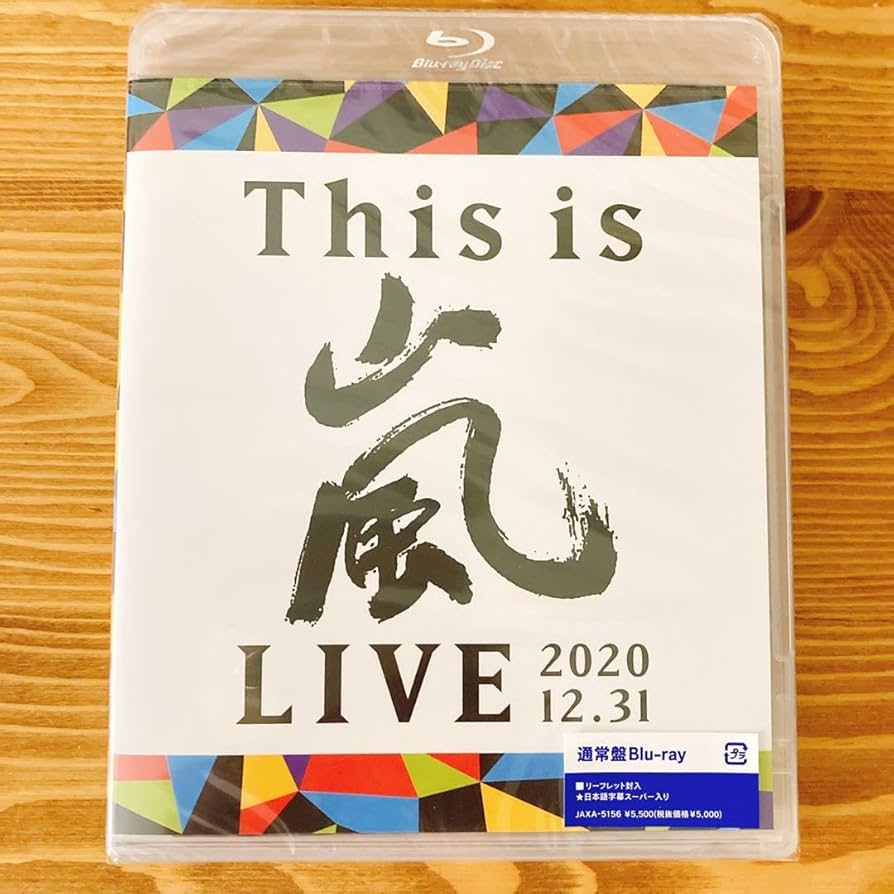 Blu-ray Disc
This is
嵐
LIVE 2020
12.31
通常盤Blu-ray
プラ
■リーフレット封入
★日本語字幕スーパー入り
JAXA-5156 ¥5,500(税抜価格¥5,000)